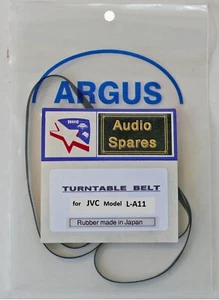 ARGUS
Audio
Spares
TURNTABLE BELT
for JVC Model L-A11
Rubber made in Japan